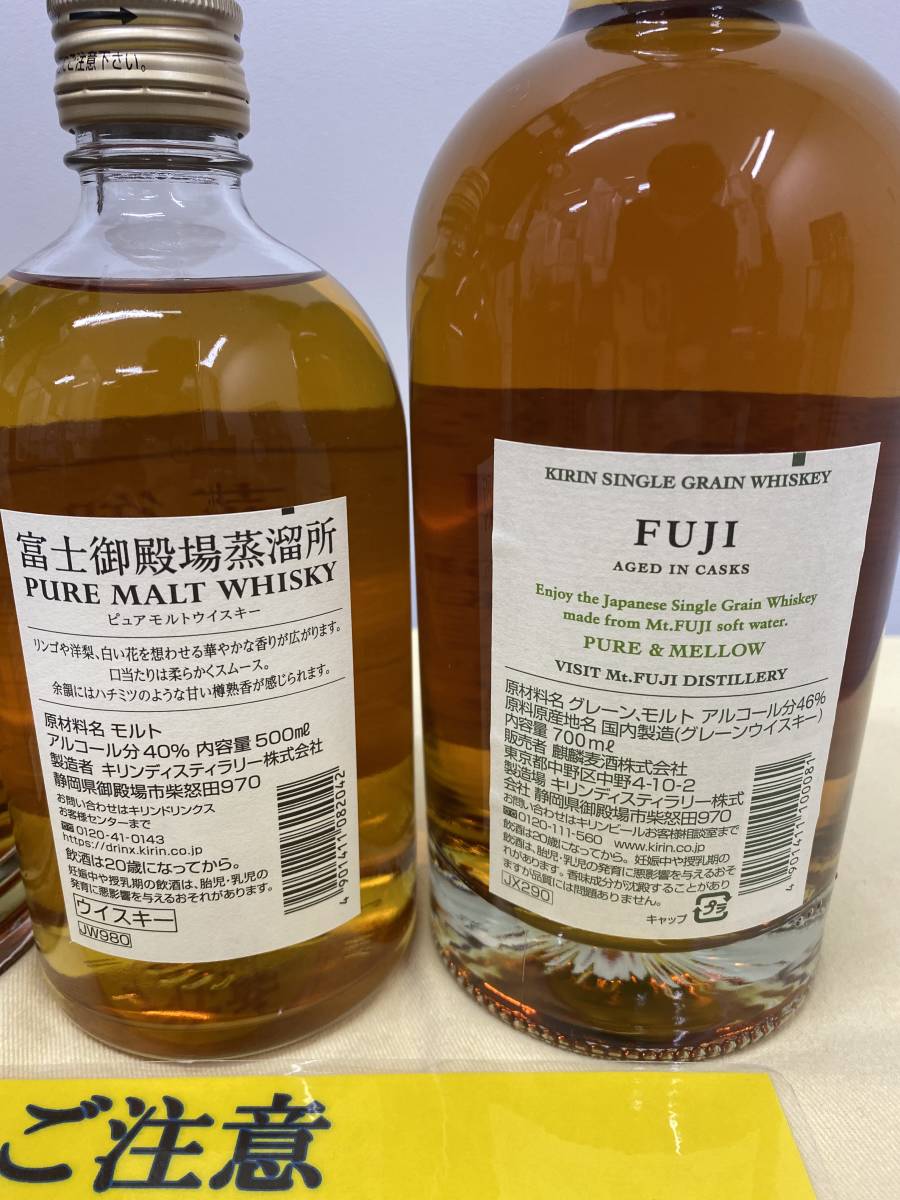 てご注意下さい。
富士御殿場蒸溜所
PURE MALT WHISKY
ピュアモルトウイスキー
リンゴや洋梨、白い花を想わせる華やかな香りが広がります。
口当たりは柔らかくスムース。
余韻にはハチミツのような甘い樽熟香が感じられます。
原材料名 モルト
アルコール分40% 内容量500mℓ
製造者 キリンディスティラリー株式会社
静岡県御殿場市柴怒田970
お問い合わせはキリンドリンクス
お客様センターまで
0120-41-0143
https://drinx.kirin.co.jp
飲酒は20歳になってから。
妊娠中や授乳期の飲酒は、胎児・乳児の
発育に悪影響を与えるおそれがあります。
ウイスキー
JW980
4 901411 082042
KIRIN SINGLE GRAIN WHISKEY
FUJI
AGED IN CASKS
Enjoy the Japanese Single Grain Whiskey
made from Mt.FUJI soft water.
PURE & MELLOW
VISIT Mt.FUJI DISTILLERY
原材料名 グレーン、モルト アルコール分46%
原料原産地名 国内製造(グレーンウイスキー)
内容量 700mℓ
販売者 麒麟麦酒株式会社
東京都中野区中野4-10-2
製造場 キリンディスティラリー株式
会社 静岡県御殿場市柴怒田970
お問い合わせはキリンビールお客様相談室まで
0120-111-560 www.kirin.co.jp
飲酒は20歳になってから。妊娠中や授乳期の
飲酒は、胎児・乳児の発育に悪影響を与えるおそ
れがあります。香味成分が沈殿することがあり
ますが品質には問題ありません。
JX290
キャップ プラ
4 901411 100081
ご注意